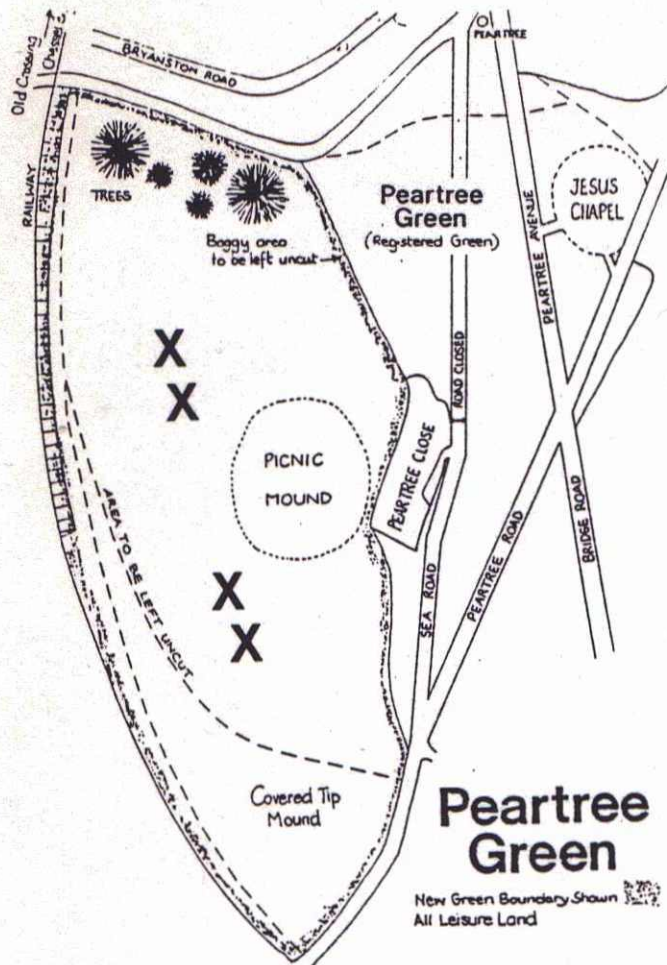 Old Crossing
Chassel
BRYANSTON ROAD
PEARTREE
RAILWAY
TREES
Boggy area
to be left uncut
Peartree
Green
(Registered Green)
PEARTREE AVENUE
JESUS
CHAPEL
ROAD CLOSED
X
X
PICNIC
MOUND
PEARTREE CLOSE
AREA TO BE LEFT UNCUT
X
X
SEA ROAD
PEARTREE ROAD
BRIDGE ROAD
Covered Tip
Mound
Peartree
Green
New Green Boundary Shown
All Leisure Land